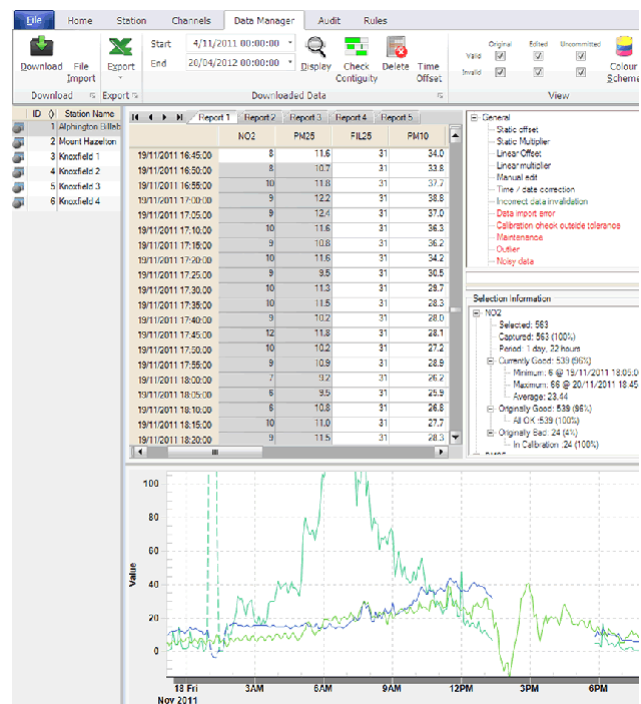 File Home Station Channels Data Manager Audit Rules
Download File Import Export Start 4/11/2011 00:00:00 End 20/04/2012 00:00:00 Display Check Contiguity Delete Time Offset Original Edited Uncommitted Valid Invalid Colour Scheme
Download Export Downloaded Data View
ID Station Name
1 Alphington Billab
2 Mount Hazelton
3 Knoxfield 1
4 Knoxfield 2
5 Knoxfield 3
6 Knoxfield 4
Report 1 Report 2 Report 3 Report 4 Report 5
NO2 PM25 FIL25 PM10
19/11/2011 16:45:00 8 11.6 31 34.0
19/11/2011 16:50:00 8 10.7 31 33.8
19/11/2011 16:55:00 10 11.8 31 37.7
19/11/2011 17:00:00 9 12.2 31 38.8
19/11/2011 17:05:00 9 12.4 31 37.0
19/11/2011 17:10:00 10 11.6 31 36.3
19/11/2011 17:15:00 9 10.8 31 36.2
19/11/2011 17:20:00 10 11.6 31 34.2
19/11/2011 17:25:00 9 9.5 31 30.5
19/11/2011 17:30:00 10 11.3 31 29.7
19/11/2011 17:35:00 10 11.5 31 28.3
19/11/2011 17:40:00 9 10.2 31 28.0
19/11/2011 17:45:00 12 11.8 31 28.1
19/11/2011 17:50:00 10 10.2 31 27.2
19/11/2011 17:55:00 9 10.9 31 28.9
19/11/2011 18:00:00 7 9.2 31 26.2
19/11/2011 18:05:00 6 9.5 31 25.9
19/11/2011 18:10:00 6 10.8 31 26.8
19/11/2011 18:15:00 10 11.0 31 27.7
19/11/2011 18:20:00 9 11.5 31 28.3
General
Static offset
Static Multiplier
Linear Offset
Linear multiplier
Manual edit
Time / date correction
Incorrect data invalidation
Data import error
Calibration check outside tolerance
Maintenance
Outlier
Noisy data
Selection Information
NO2
Selected: 563
Captured: 563 (100%)
Period: 1 day, 22 hours
Currently Good: 539 (96%)
Minimum: 6 @ 19/11/2011 18:05:0
Maximum: 66 @ 20/11/2011 18:45
Average: 23.44
Originally Good: 539 (96%)
All OK :539 (100%)
Originally Bad: 24 (4%)
In Calibration :24 (100%)
Value
100
80
60
40
20
0
18 Fri 3AM 6AM 9AM 12PM 3PM 6PM
Nov 2011